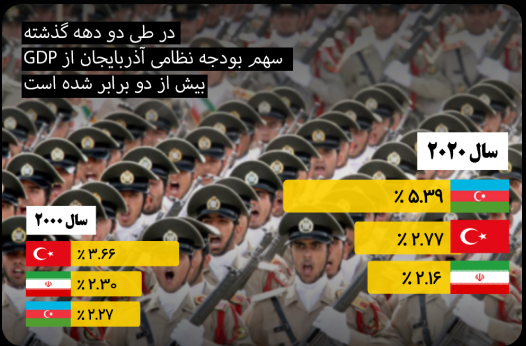 در طی دو دهه گذشته
سهم بودجه نظامی آذربایجان از GDP
بیش از دو برابر شده است
سال ۲۰۲۰
٪ ۵.۳۹
٪ ۲.۷۷
٪ ۲.۱۶
سال ۲۰۰۰
٪ ۳.۶۶
٪ ۲.۳۰
٪ ۲.۲۷